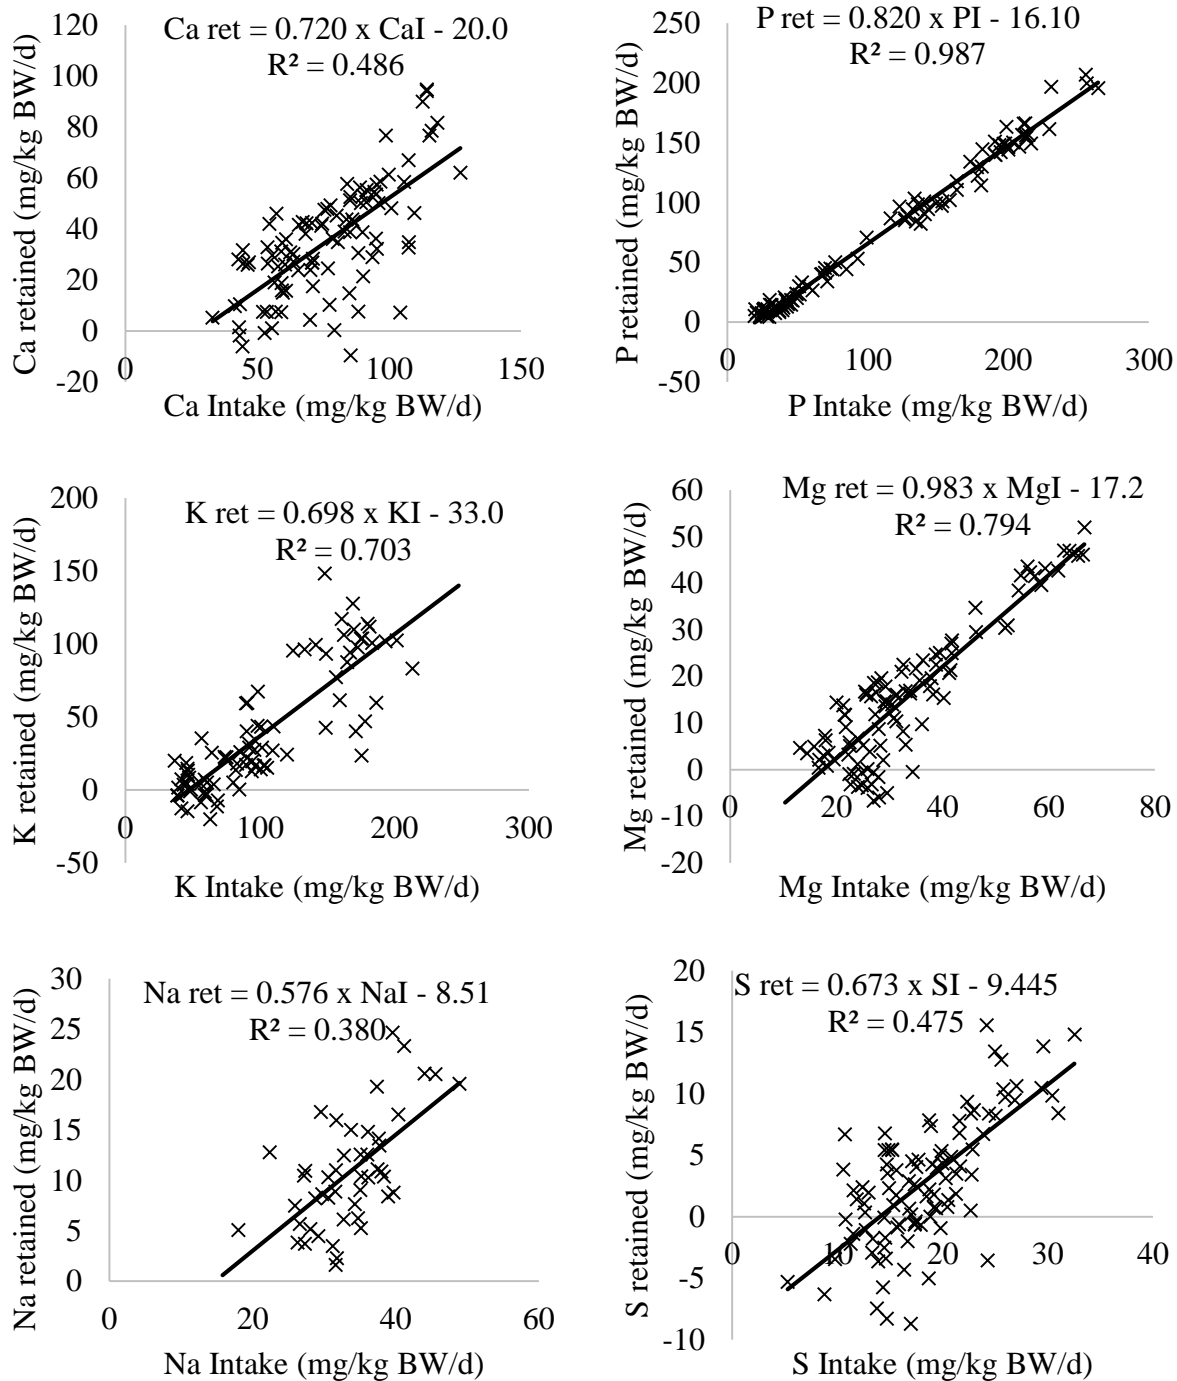 Ca ret = 0.720 x CaI - 20.0
R² = 0.486
120
100
80
60
40
20
0
-20
0
50
100
150
Ca retained (mg/kg BW/d)
Ca Intake (mg/kg BW/d)
P ret = 0.820 x PI - 16.10
R² = 0.987
250
200
150
100
50
0
-50
0
100
200
300
P retained (mg/kg BW/d)
P Intake (mg/kg BW/d)
K ret = 0.698 x KI - 33.0
R² = 0.703
200
150
100
50
0
-50
0
100
200
300
K retained (mg/kg BW/d)
K Intake (mg/kg BW/d)
Mg ret = 0.983 x MgI - 17.2
R² = 0.794
60
50
40
30
20
10
0
-10
-20
0
20
40
60
80
Mg retained (mg/kg BW/d)
Mg Intake (mg/kg BW/d)
Na ret = 0.576 x NaI - 8.51
R² = 0.380
30
25
20
15
10
5
0
0
20
40
60
Na retained (mg/kg BW/d)
Na Intake (mg/kg BW/d)
S ret = 0.673 x SI - 9.445
R² = 0.475
20
15
10
5
0
-5
-10
0
10
20
30
40
S retained (mg/kg BW/d)
S Intake (mg/kg BW/d)